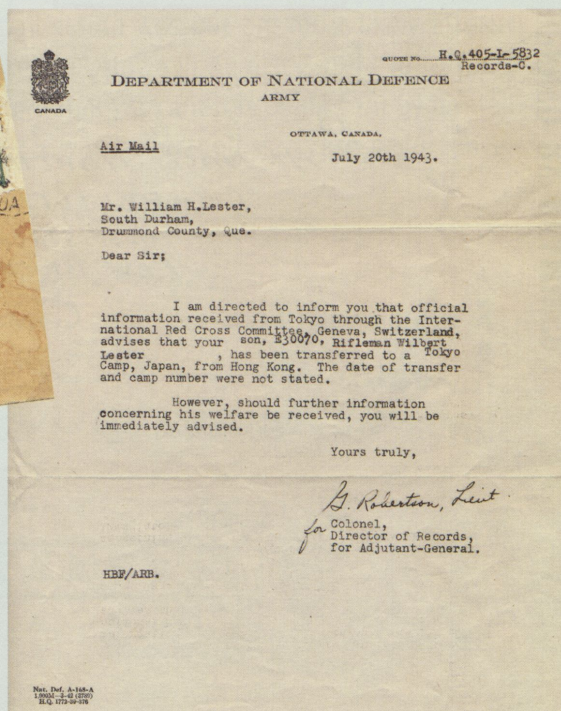 QUOTE No. H.Q.405-L-5832
Records-C.
CANADA
DEPARTMENT OF NATIONAL DEFENCE
ARMY
OTTAWA, CANADA,
Air Mail
July 20th 1943.
Mr. William H.Lester,
South Durham,
Drummond County, Que.
Dear Sir;
I am directed to inform you that official
information received from Tokyo through the Inter-
national Red Cross Committee, Geneva, Switzerland,
advises that your son, E30070, Rifleman Wilbert
Lester , has been transferred to a Tokyo
Camp, Japan, from Hong Kong. The date of transfer
and camp number were not stated.
However, should further information
concerning his welfare be received, you will be
immediately advised.
Yours truly,
G. Robertson, Lieut.
for Colonel,
Director of Records,
for Adjutant-General.
HBF/ARB.
Nat. Def. A-168-A
H.Q. 1772-39-578